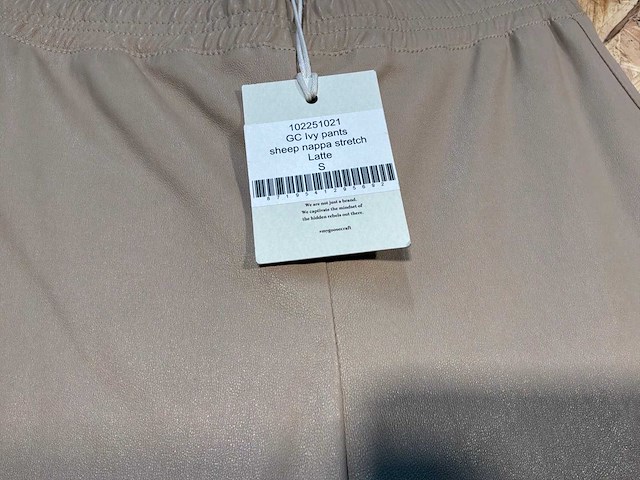 102251021
GC Ivy pants
sheep nappa stretch
Latte
S
We are not just a brand.
We captivate the mindset of
the hidden rebels out there.
#mygoosecraft